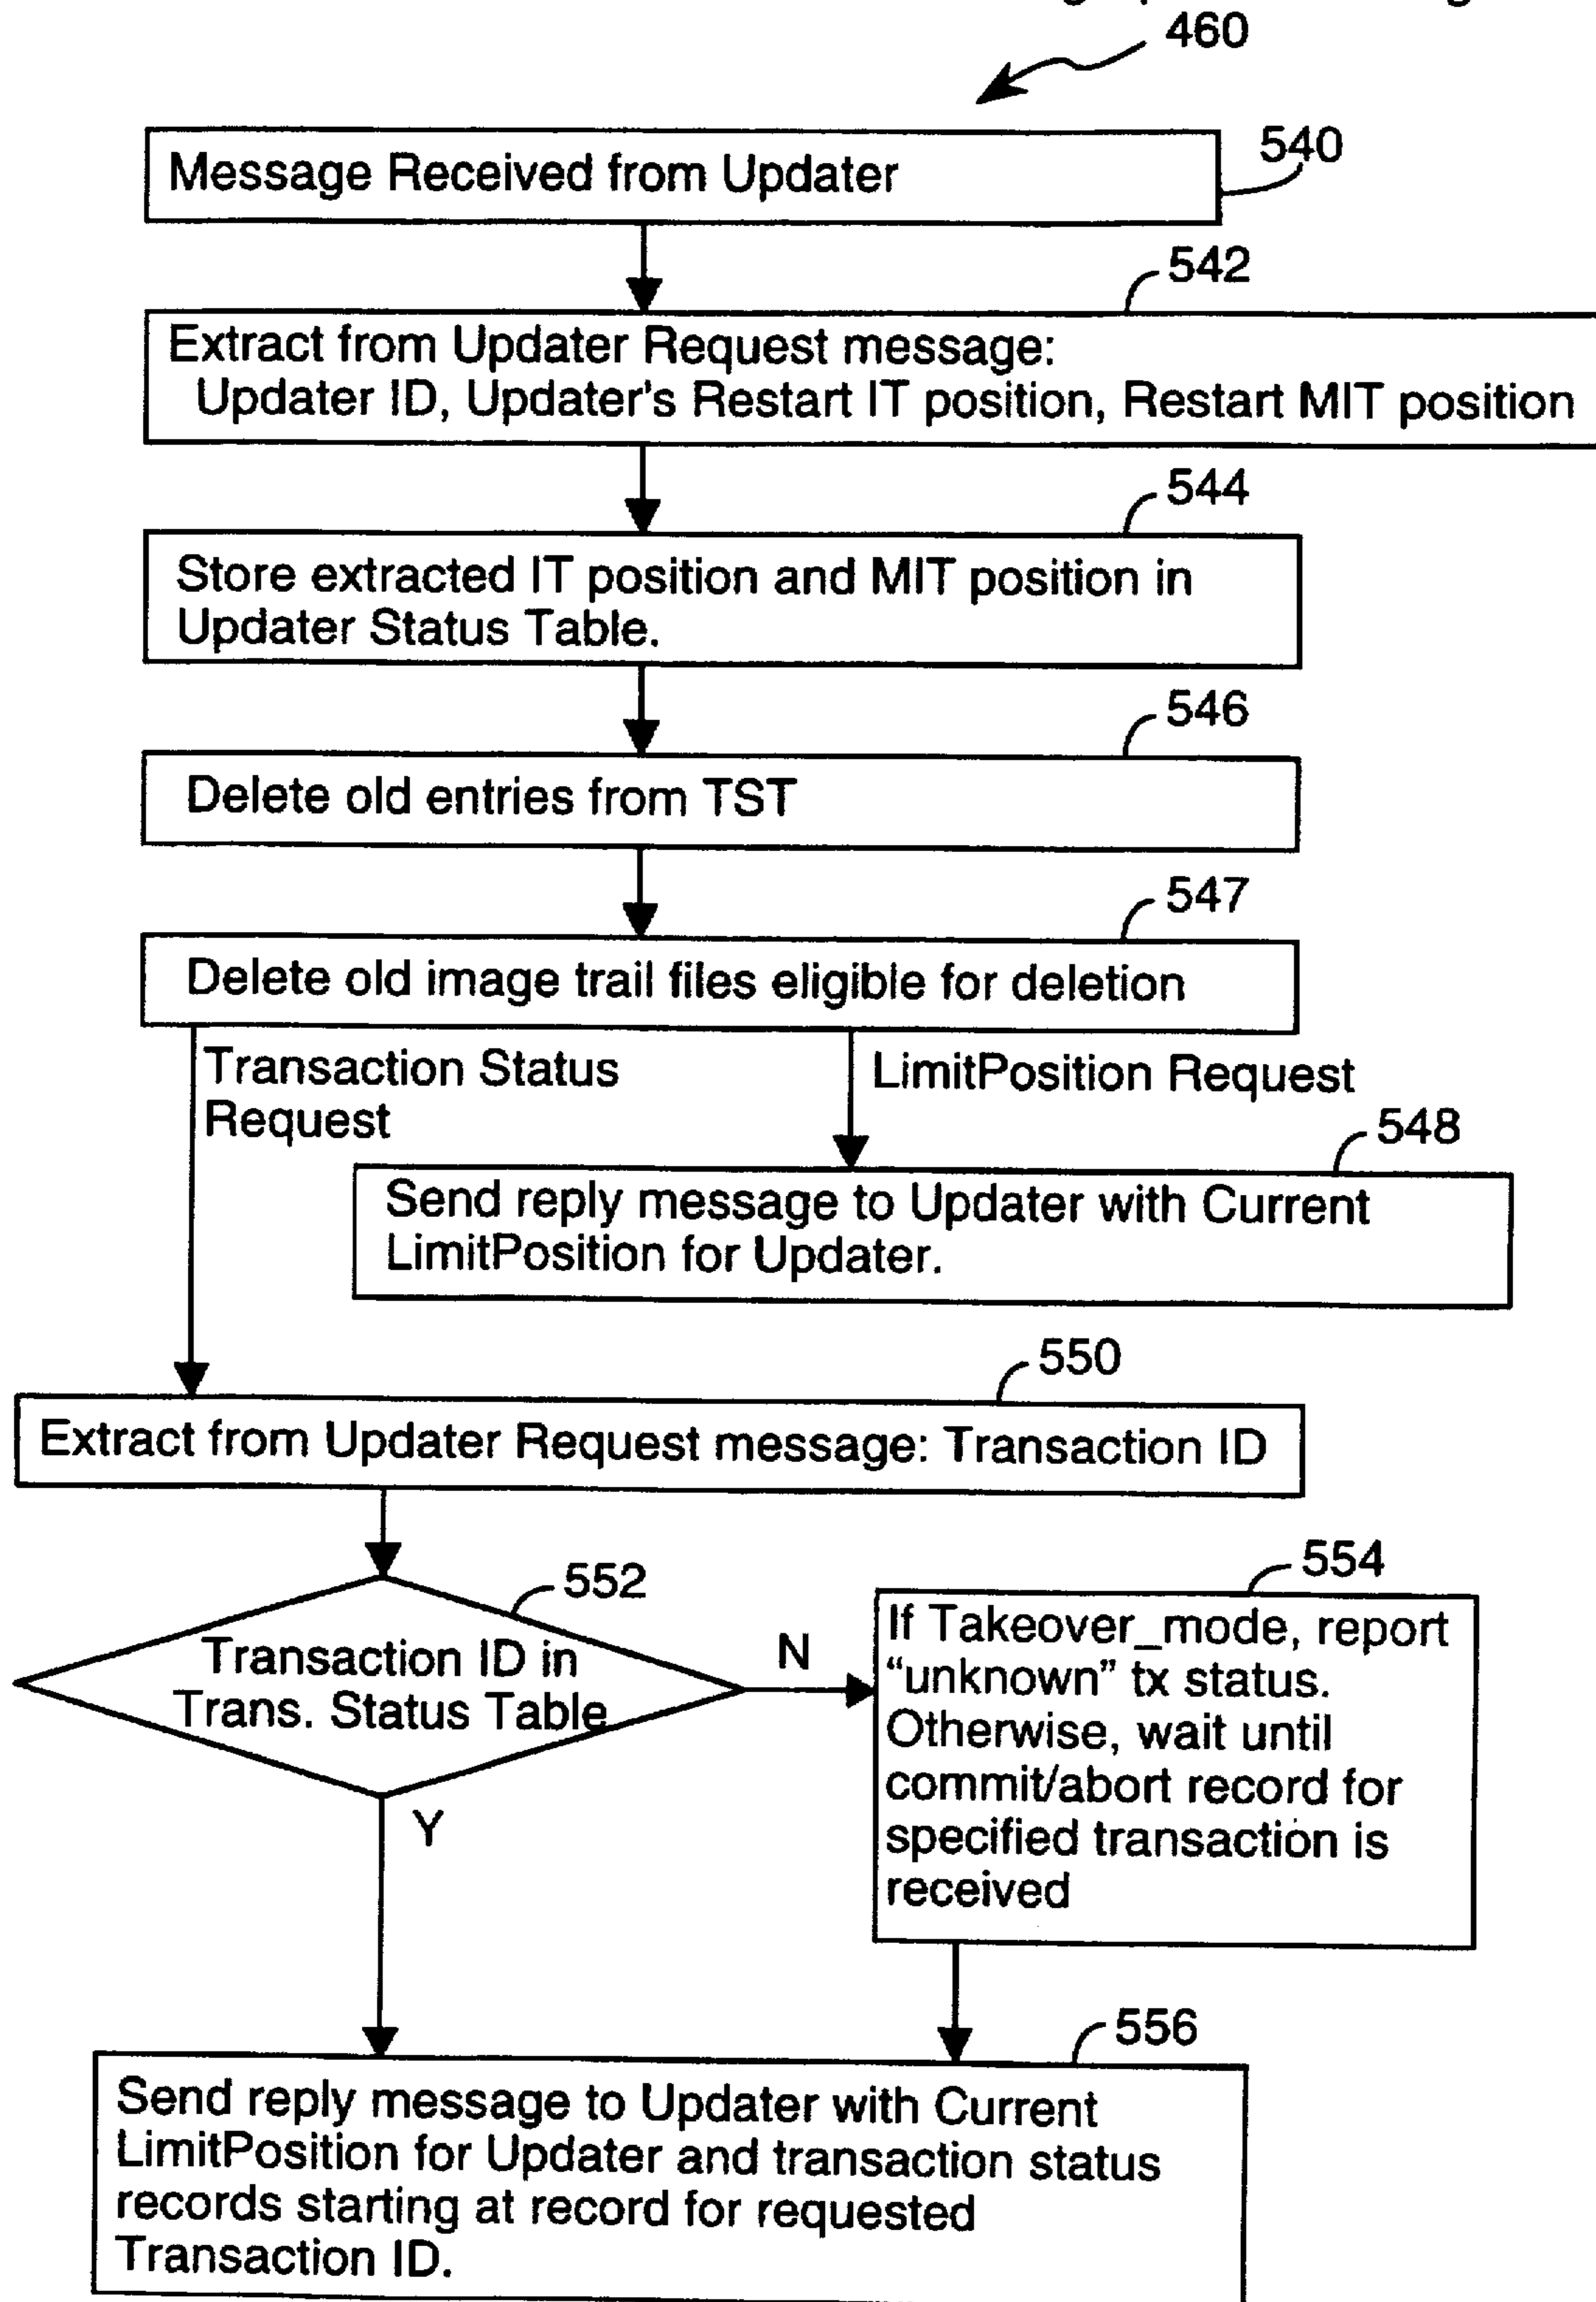 460
Message Received from Updater
540
542
Extract from Updater Request message:
Updater ID, Updater's Restart IT position, Restart MIT position
544
Store extracted IT position and MIT position in
Updater Status Table.
546
Delete old entries from TST
547
Delete old image trail files eligible for deletion
Transaction Status
Request
LimitPosition Request
548
Send reply message to Updater with Current
LimitPosition for Updater.
550
Extract from Updater Request message: Transaction ID
552
Transaction ID in
Trans. Status Table
N
Y
554
If Takeover_mode, report
“unknown” tx status.
Otherwise, wait until
commit/abort record for
specified transaction is
received
556
Send reply message to Updater with Current
LimitPosition for Updater and transaction status
records starting at record for requested
Transaction ID.